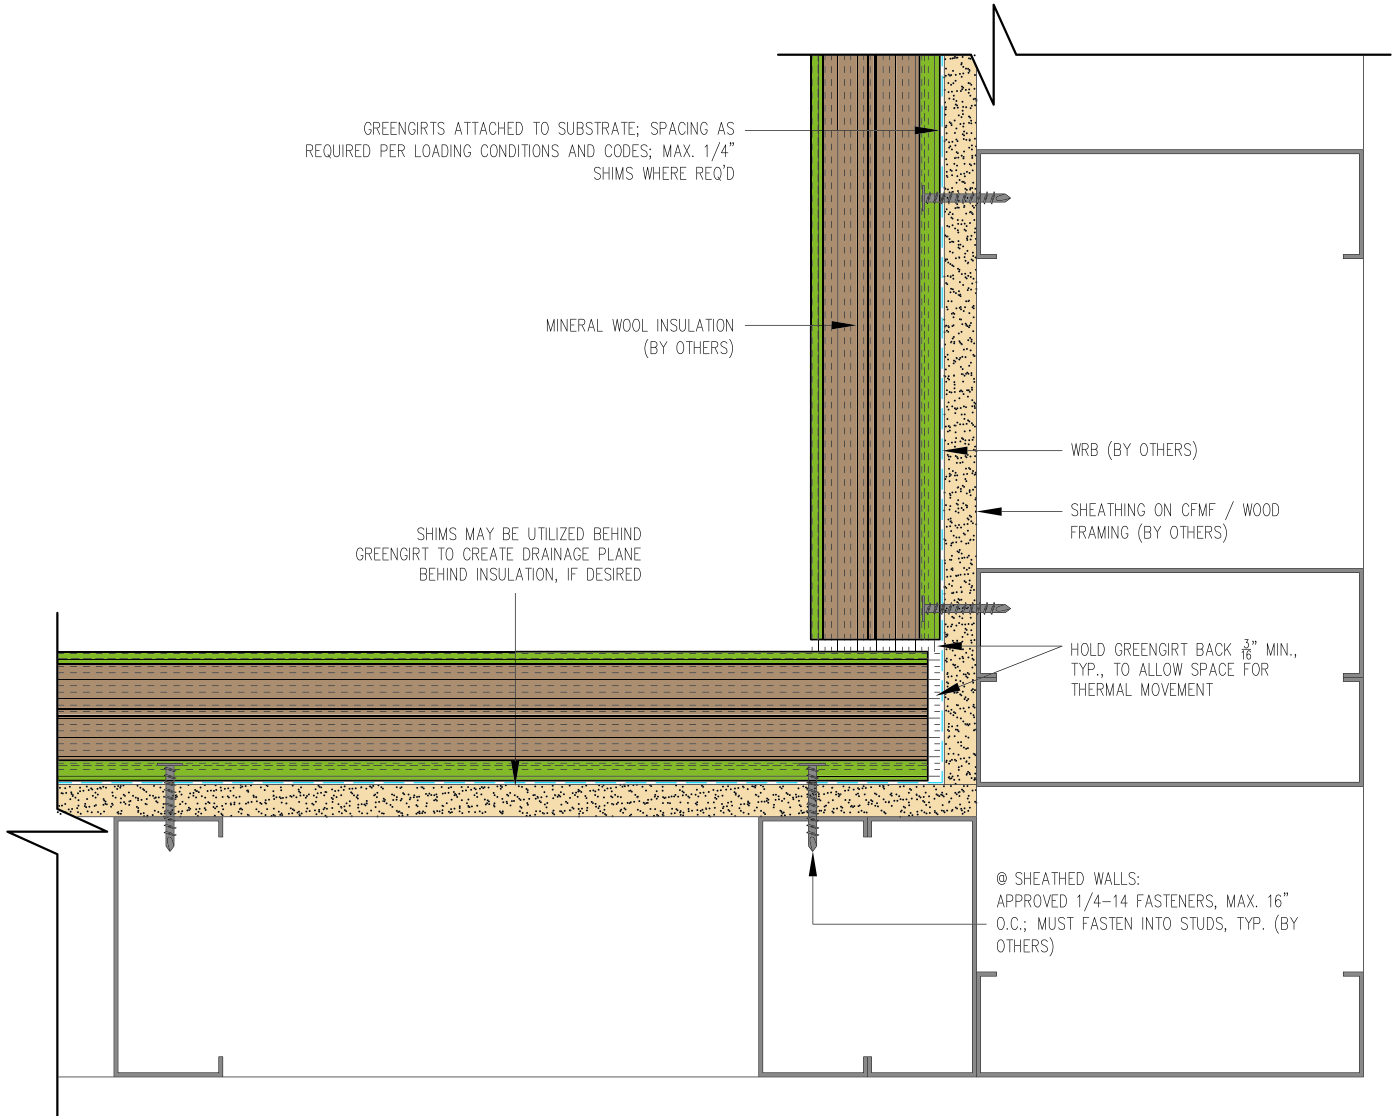 GREENGIRTS ATTACHED TO SUBSTRATE; SPACING AS
REQUIRED PER LOADING CONDITIONS AND CODES; MAX. 1/4"
SHIMS WHERE REQ'D
MINERAL WOOL INSULATION
(BY OTHERS)
WRB (BY OTHERS)
SHEATHING ON CFMF / WOOD
FRAMING (BY OTHERS)
SHIMS MAY BE UTILIZED BEHIND
GREENGIRT TO CREATE DRAINAGE PLANE
BEHIND INSULATION, IF DESIRED
HOLD GREENGIRT BACK 3/16" MIN.,
TYP., TO ALLOW SPACE FOR
THERMAL MOVEMENT
@ SHEATHED WALLS:
APPROVED 1/4-14 FASTENERS, MAX. 16"
O.C.; MUST FASTEN INTO STUDS, TYP. (BY
OTHERS)